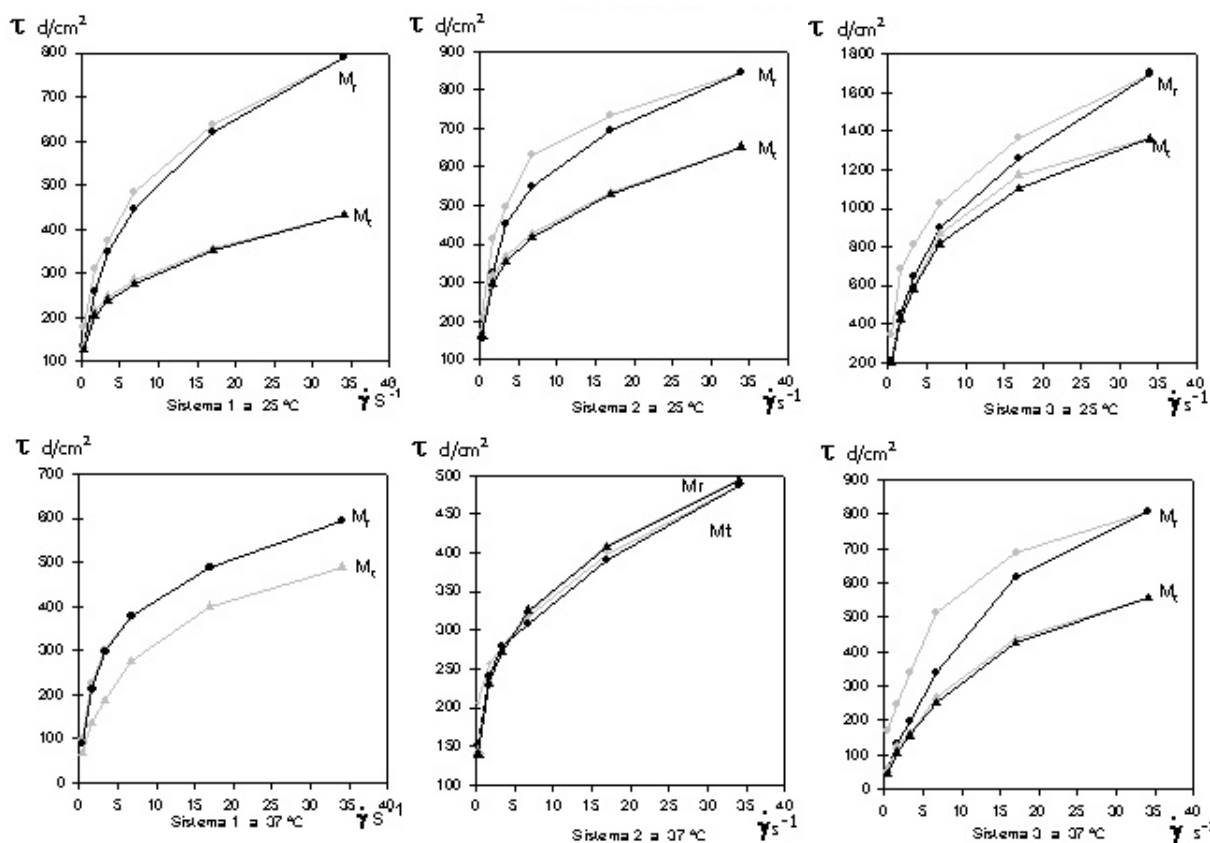 τ d/cm²
800
700
600
500
400
300
200
100
0 5 10 15 20 25 30 35 40
Mr
Mt
Sistema 1 a 25 ºC
γ̇ S⁻¹
τ d/cm²
900
800
700
600
500
400
300
200
100
0 5 10 15 20 25 30 35 40
Mr
Mt
Sistema 2 a 25 ºC
γ̇ s⁻¹
τ d/cm²
1800
1600
1400
1200
1000
800
600
400
200
0 5 10 15 20 25 30 35 40
Mr
Mt
Sistema 3 a 25 ºC
γ̇ s⁻¹
τ d/cm²
700
600
500
400
300
200
100
0
0 5 10 15 20 25 30 35 40
Mr
Mt
Sistema 1 a 37 ºC
γ̇ S⁻¹
τ d/cm²
500
450
400
350
300
250
200
150
100
0 5 10 15 20 25 30 35 40
Mr
Mt
Sistema 2 a 37 ºC
γ̇ s⁻¹
τ d/cm²
900
800
700
600
500
400
300
200
100
0
0 5 10 15 20 25 30 35 40
Mr
Mt
Sistema 3 a 37 ºC
γ̇ s⁻¹